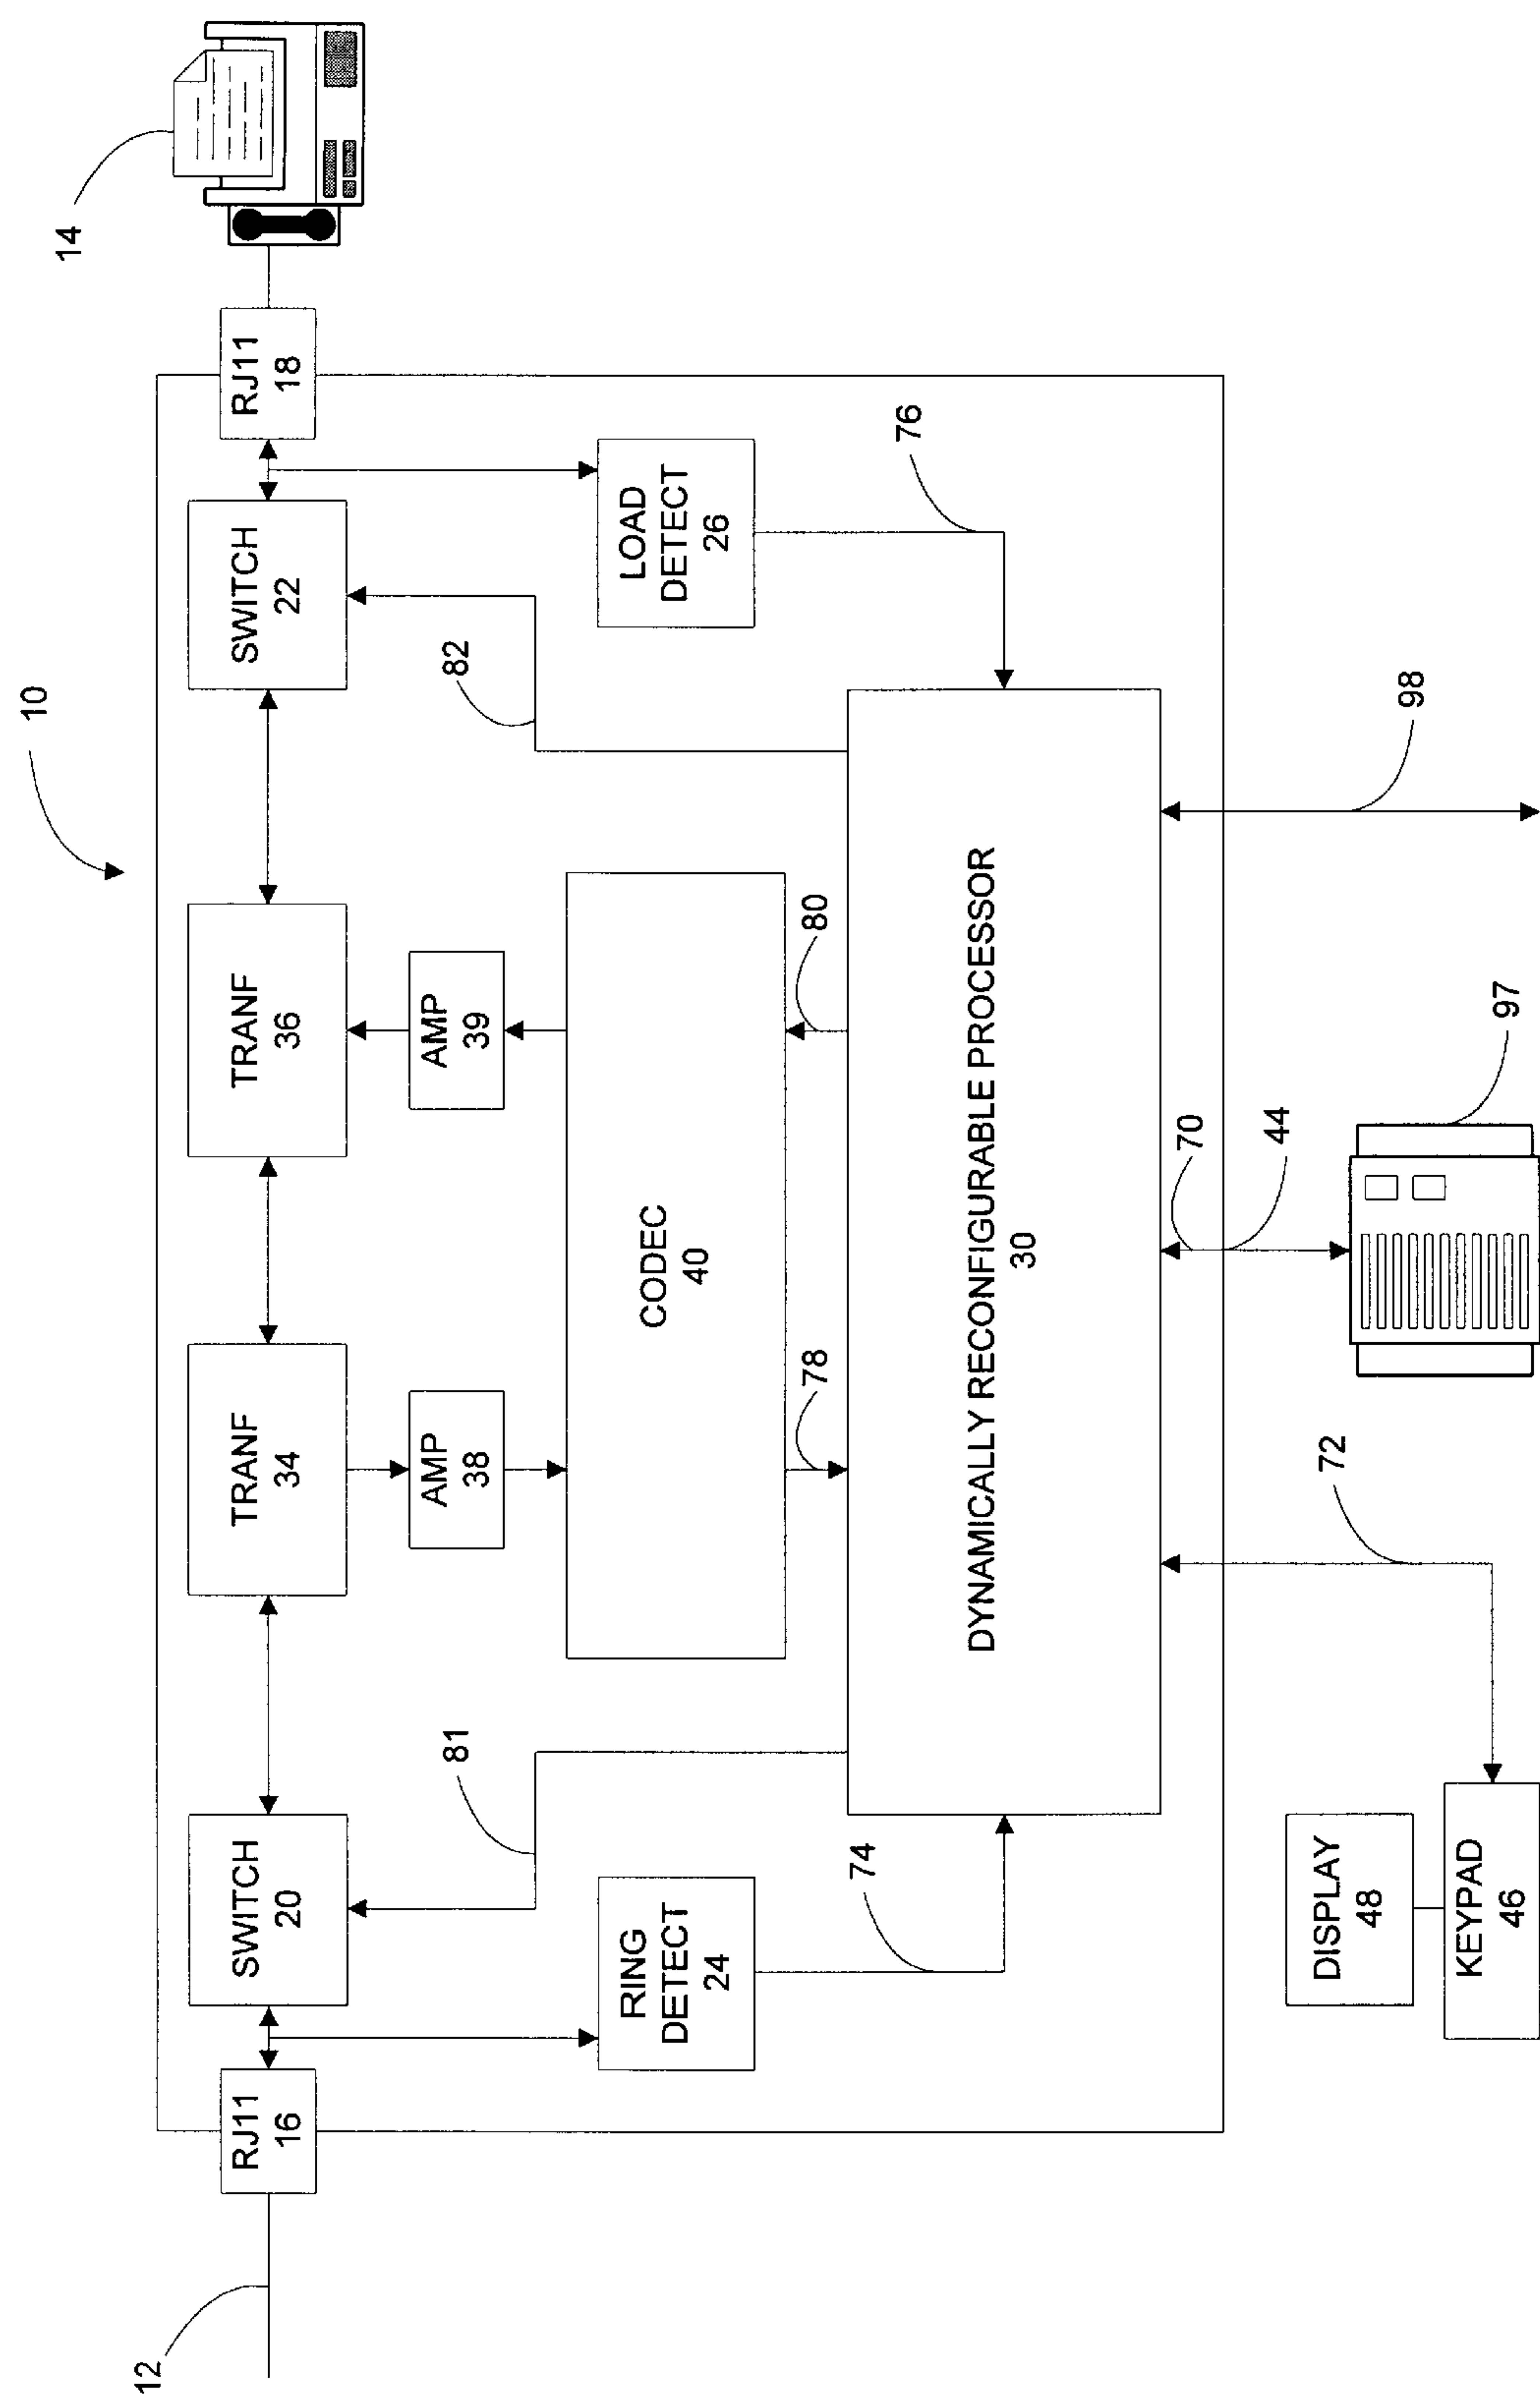 10
12
14
RJ11
16
SWITCH
20
TRANF
34
TRANF
36
SWITCH
22
RJ11
18
AMP
38
AMP
39
81
82
RING
DETECT
24
CODEC
40
LOAD
DETECT
26
78
80
74
76
DYNAMICALLY RECONFIGURABLE PROCESSOR
30
70
44
72
98
97
DISPLAY
48
KEYPAD
46